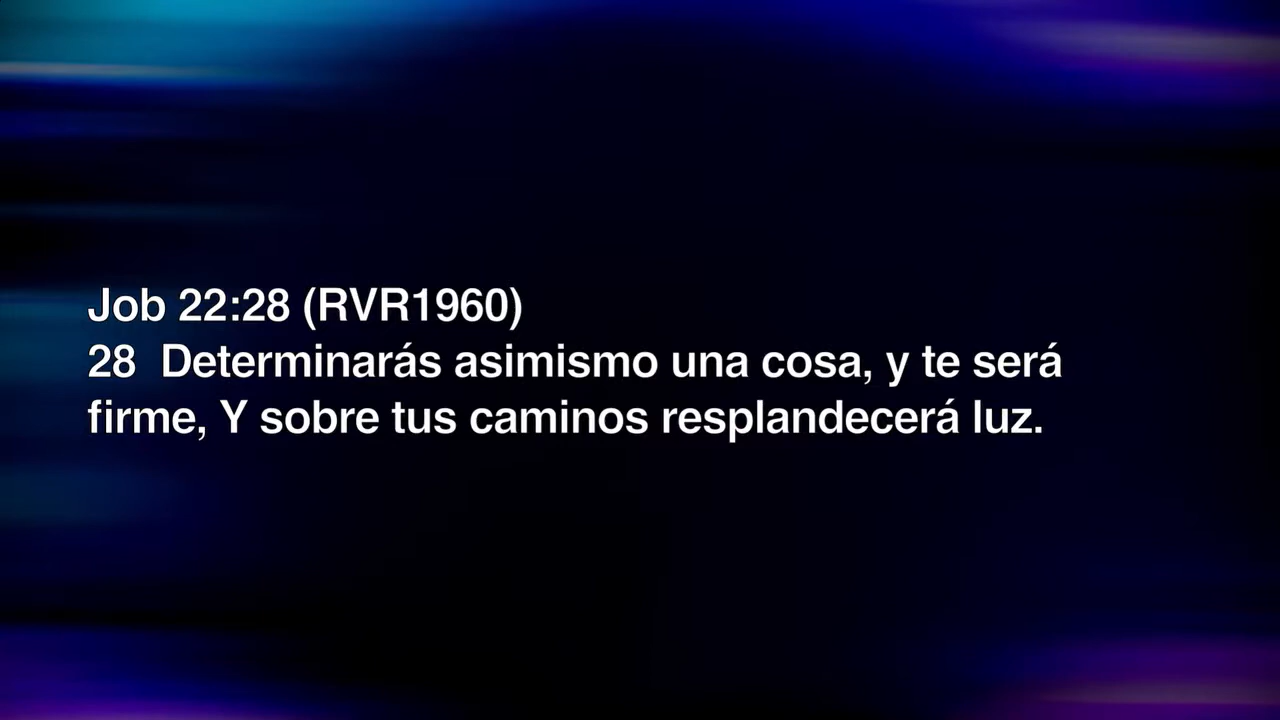 Job 22:28 (RVR1960)
28  Determinarás asimismo una cosa, y te será
firme, Y sobre tus caminos resplandecerá luz.